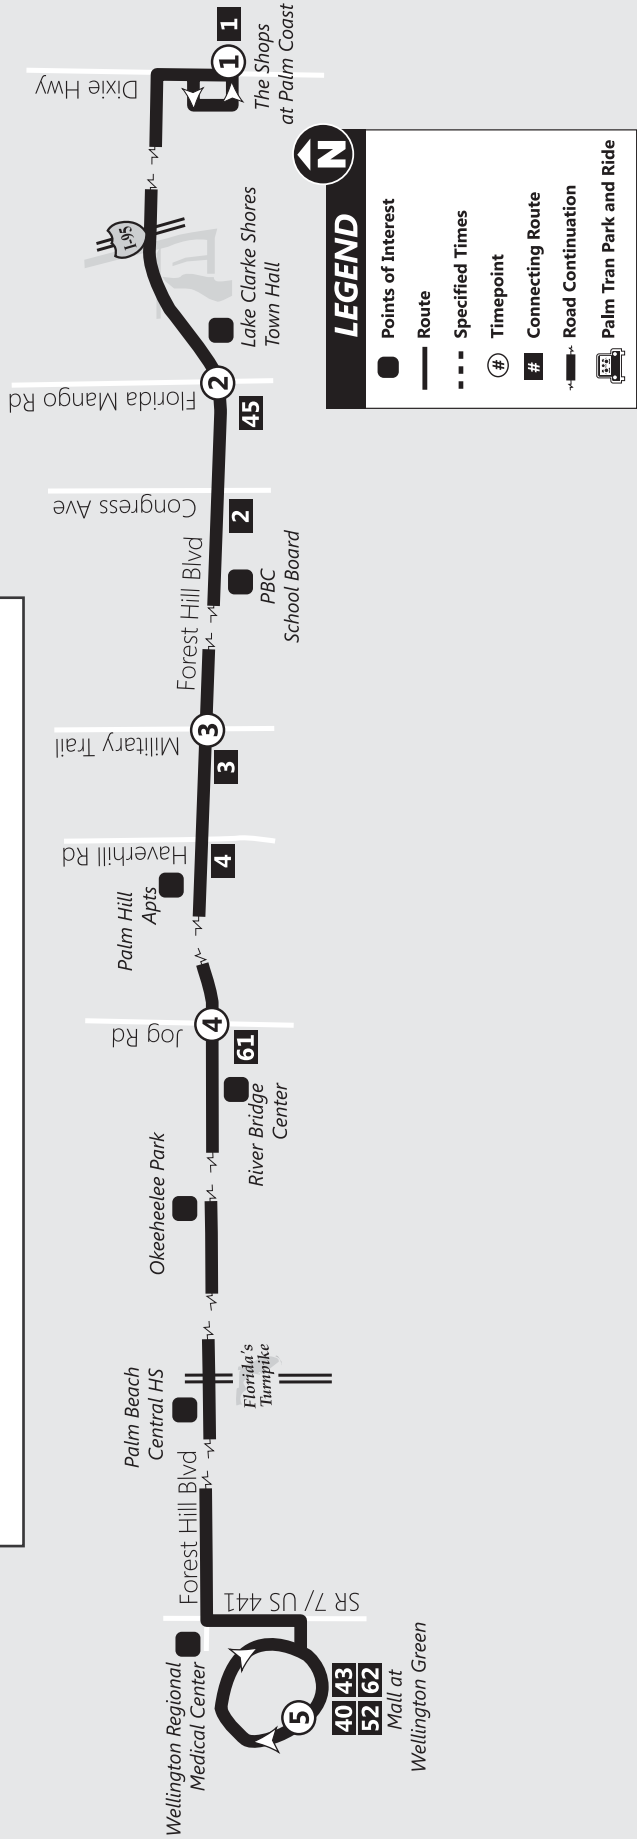 Wellington Regional
Medical Center
5
40 43
52 62
Mall at
Wellington Green
SR 7/ US 441
Forest Hill Blvd
Palm Beach
Central HS
Florida's
Turnpike
Okeeheelee Park
River Bridge
Center
61
4
Jog Rd
Palm Hill
Apts
4
Haverhill Rd
3
3
Military Trail
Forest Hill Blvd
PBC
School Board
2
Congress Ave
45
2
Florida Mango Rd
Lake Clarke Shores
Town Hall
I-95
Dixie Hwy
1
1
The Shops
at Palm Coast
LEGEND
N
Points of Interest
Route
Specified Times
# Timepoint
# Connecting Route
Road Continuation
Palm Tran Park and Ride